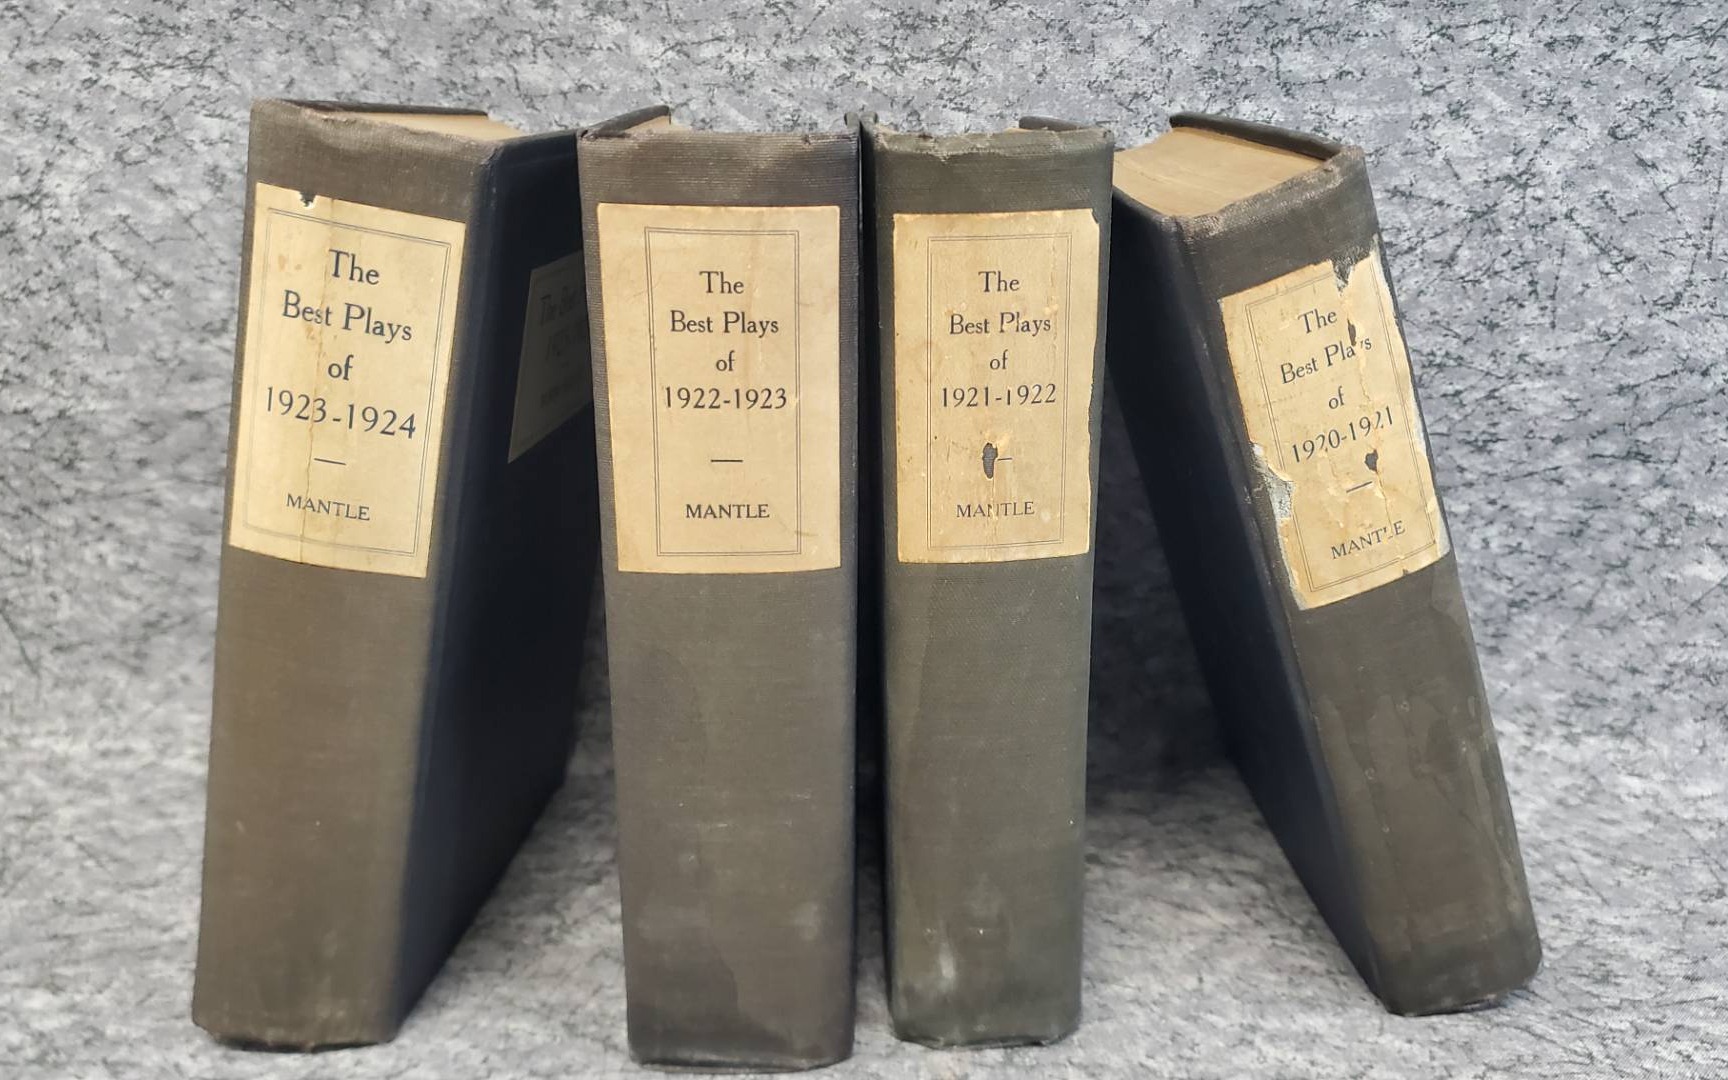 The
Best Plays
of
1923-1924
MANTLE
The
Best Plays
of
1922-1923
MANTLE
The
Best Plays
of
1921-1922
MANTLE
The
Best Plays
of
1920-1921
MANTLE